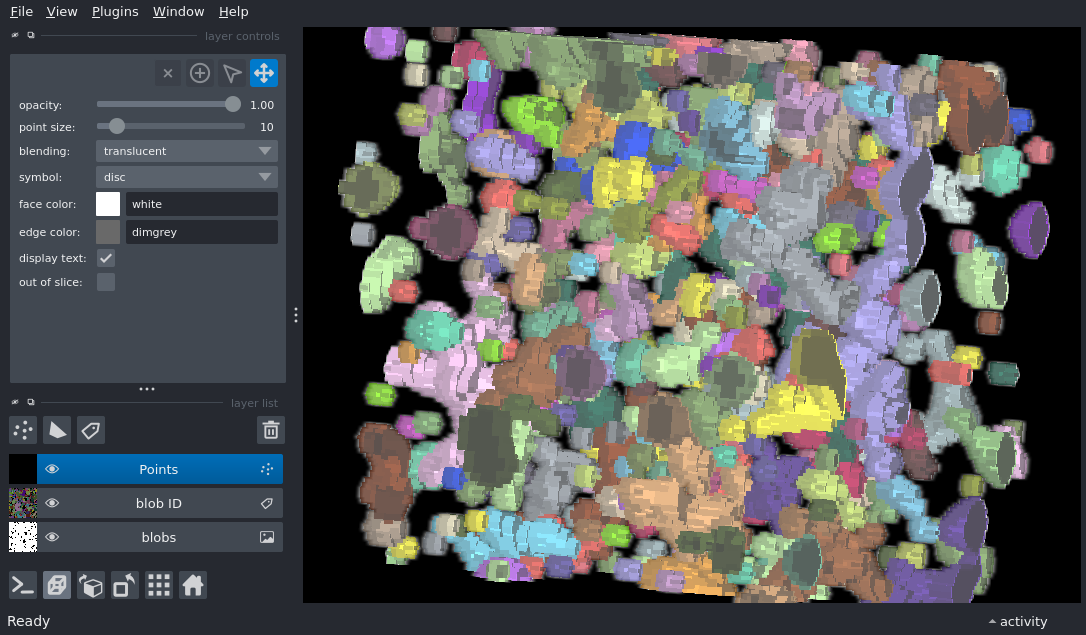 File View Plugins Window Help
layer controls
opacity: 1.00
point size: 10
blending: translucent
symbol: disc
face color: white
edge color: dimgrey
display text:
out of slice:
layer list
Points
blob ID
blobs
Ready
activity